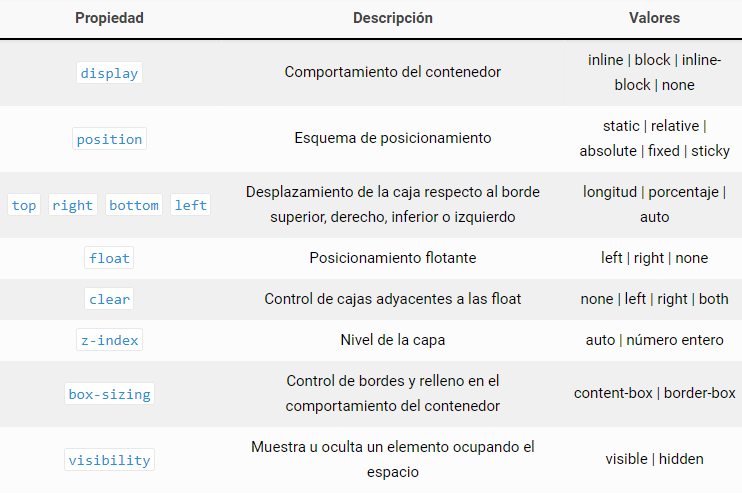 Propiedad Descripción Valores
display Comportamiento del contenedor inline | block | inline-
block | none
position Esquema de posicionamiento static | relative |
absolute | fixed | sticky
top right bottom left Desplazamiento de la caja respecto al borde longitud | porcentaje |
superior, derecho, inferior o izquierdo auto
float Posicionamiento flotante left | right | none
clear Control de cajas adyacentes a las float none | left | right | both
z-index Nivel de la capa auto | número entero
box-sizing Control de bordes y relleno en el content-box | border-box
comportamiento del contenedor
visibility Muestra u oculta un elemento ocupando el visible | hidden
espacio